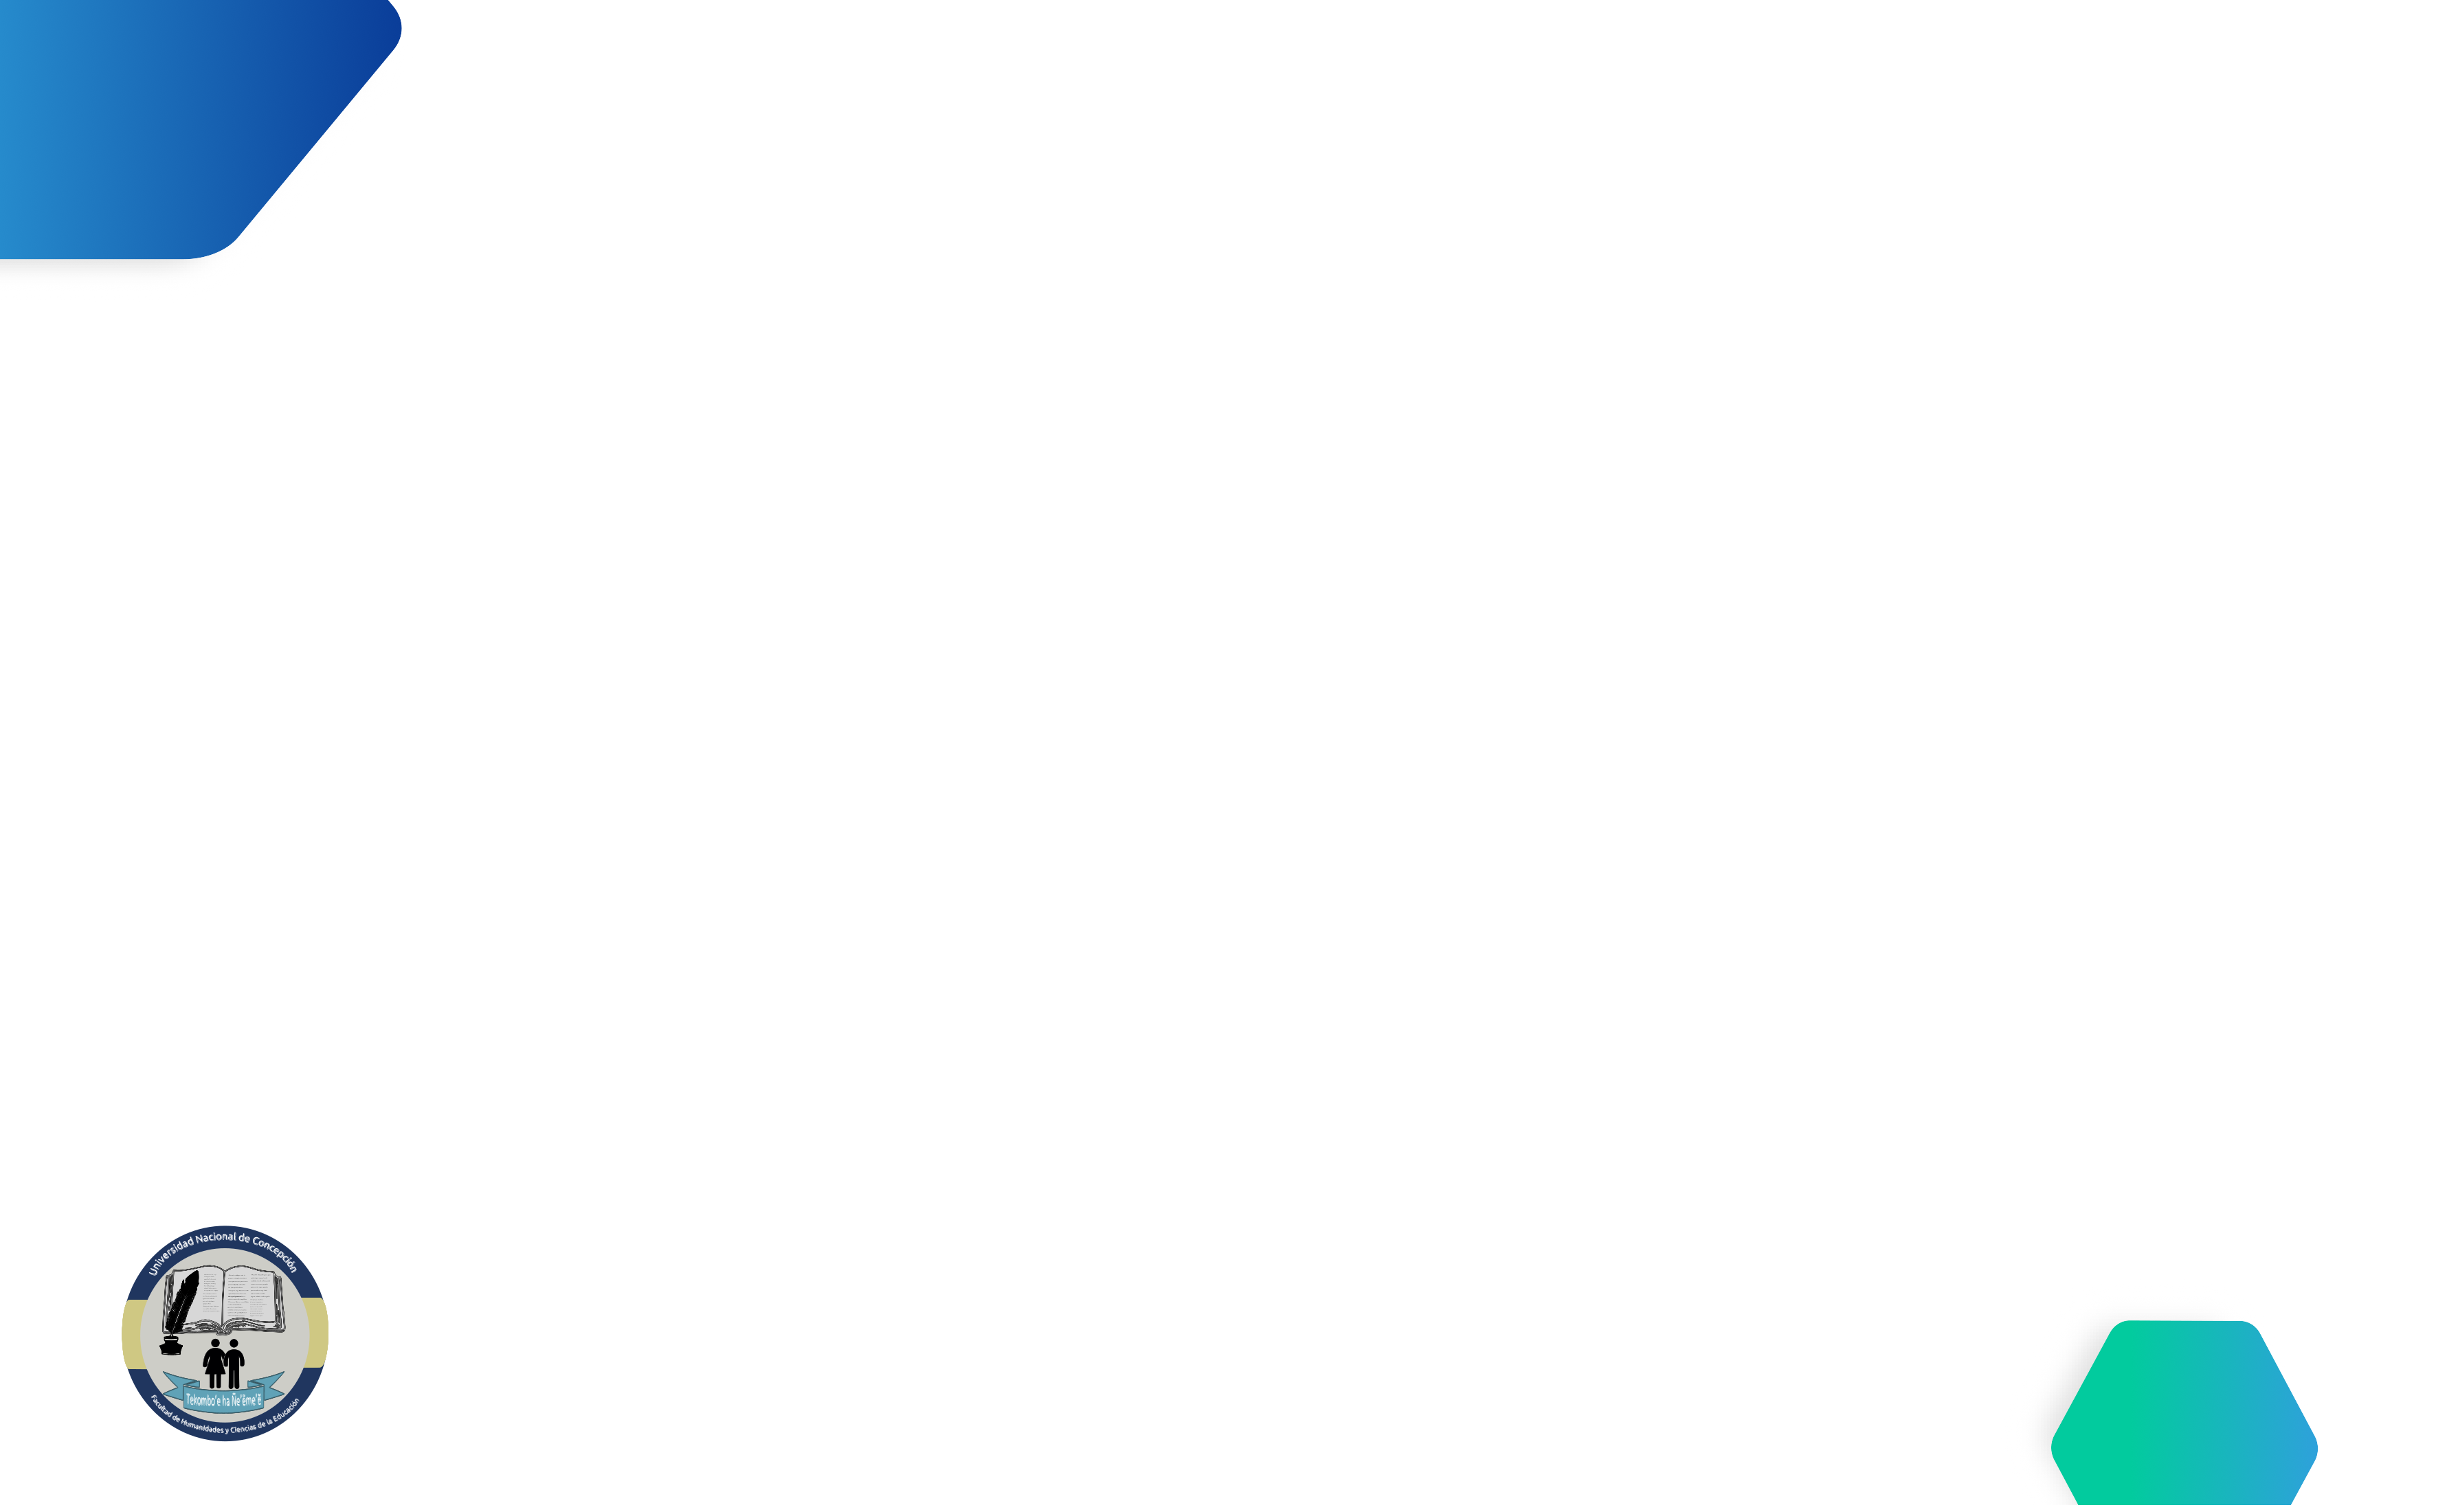 Universidad Nacional de Concepción
Tekombo'e ha Ñe'ẽme'ẽ
Facultad de Humanidades y Ciencias de la Educación